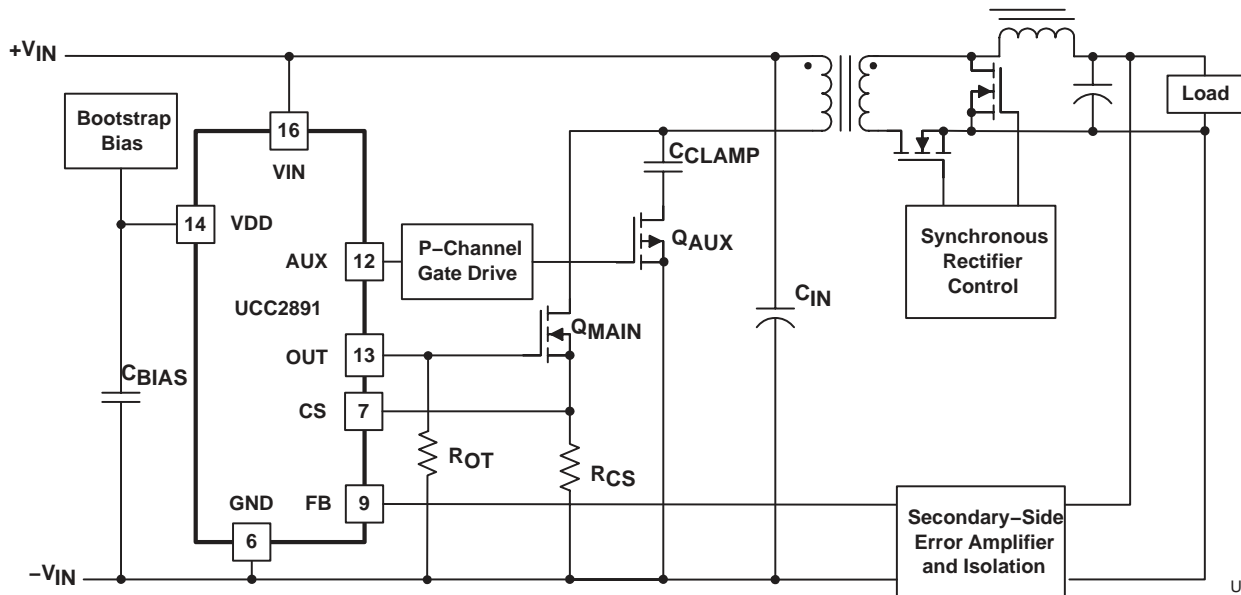 +VIN
Bootstrap
Bias
16
VIN
14
VDD
AUX
12
P−Channel
Gate Drive
UCC2891
OUT
13
CS
7
CBIAS
ROT
RCS
GND
FB
9
6
−VIN
CCLAMP
QAUX
QMAIN
CIN
Synchronous
Rectifier
Control
Load
Secondary−Side
Error Amplifier
and Isolation
U